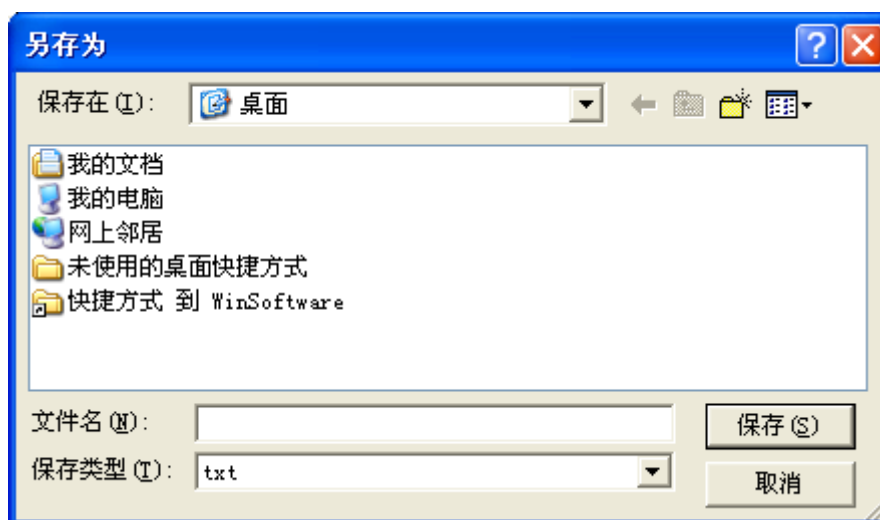 另存为
保存在(I):
桌面
我的文档
我的电脑
网上邻居
未使用的桌面快捷方式
快捷方式 到 WinSoftware
文件名(N):
保存(S)
保存类型(T):
txt
取消